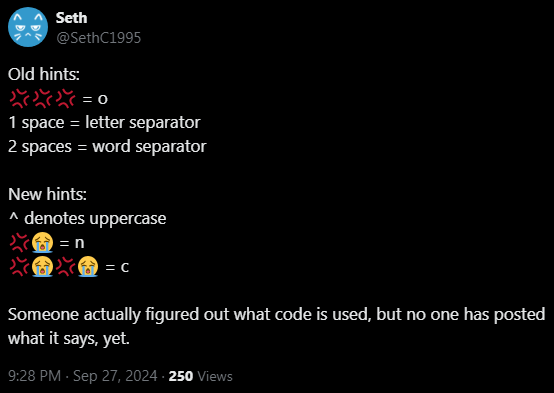 Seth
@SethC1995
Old hints:
💢💢💢 = o
1 space = letter separator
2 spaces = word separator
New hints:
^ denotes uppercase
💢😭 = n
💢😭💢😭 = c
Someone actually figured out what code is used, but no one has posted
what it says, yet.
9:28 PM · Sep 27, 2024 · 250 Views